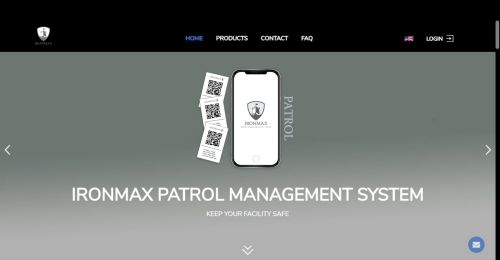 IRONMAX
HOME PRODUCTS CONTACT FAQ LOGIN
IRONMAX
PATROL
IRONMAX PATROL MANAGEMENT SYSTEM
KEEP YOUR FACILITY SAFE